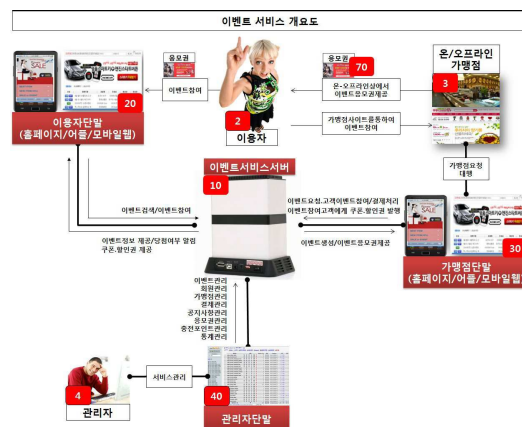 이벤트 서비스 개요도
응모권
응모권
70
온/오프라인
가맹점
3
20
이벤트참여
온·오프라인상에서
이벤트응모권제공
2
이용자
가맹점사이트를통하여
이벤트참여
이용자단말
(홈페이지/어플/모바일웹)
가맹점요청
대행
이벤트서비스서버
10
이벤트요청.고객이벤트참여/결제처리
이벤트참여고객에게 쿠폰·할인권 발행
이벤트검색/이벤트참여
이벤트정보 제공/당첨여부 알림
쿠폰.할인권 제공
이벤트생성/이벤트응모권제공
30
가맹점단말
(홈페이지/어플/모바일웹)
이벤트관리
회원관리
가맹점관리
결제관리
공지사항관리
응모권관리
충전포인트관리
통계관리
4
서비스관리
40
관리자
관리자단말
SALE
SALE